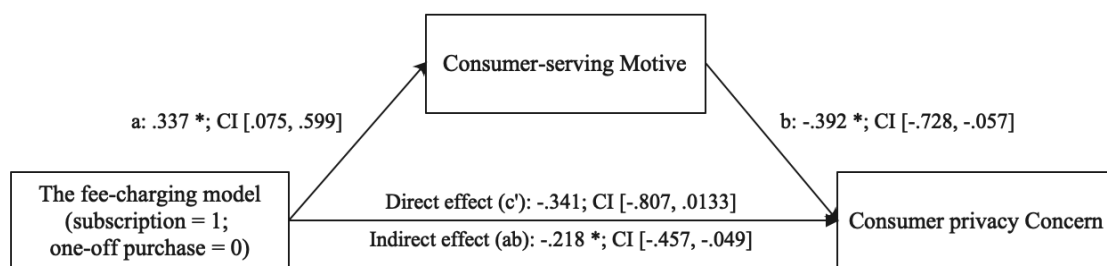 Consumer-serving Motive
a: .337 *; CI [.075, .599]
b: -.392 *; CI [-.728, -.057]
The fee-charging model
(subscription = 1;
one-off purchase = 0)
Direct effect (c'): -.341; CI [-.807, .0133]
Indirect effect (ab): -.218 *; CI [-.457, -.049]
Consumer privacy Concern